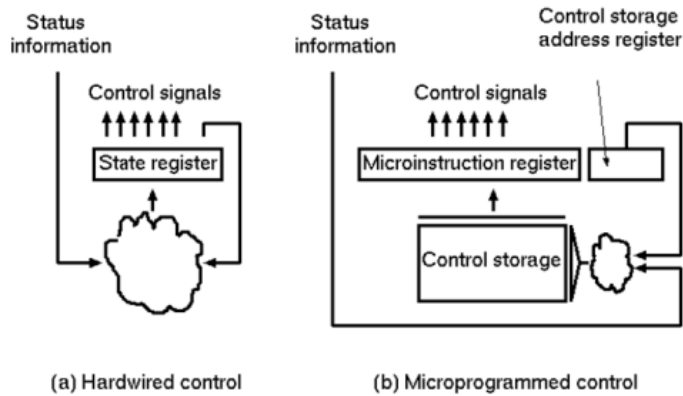 Status
information
Control signals
State register
(a) Hardwired control
Status
information
Control storage
address register
Control signals
Microinstruction register
Control storage
(b) Microprogrammed control